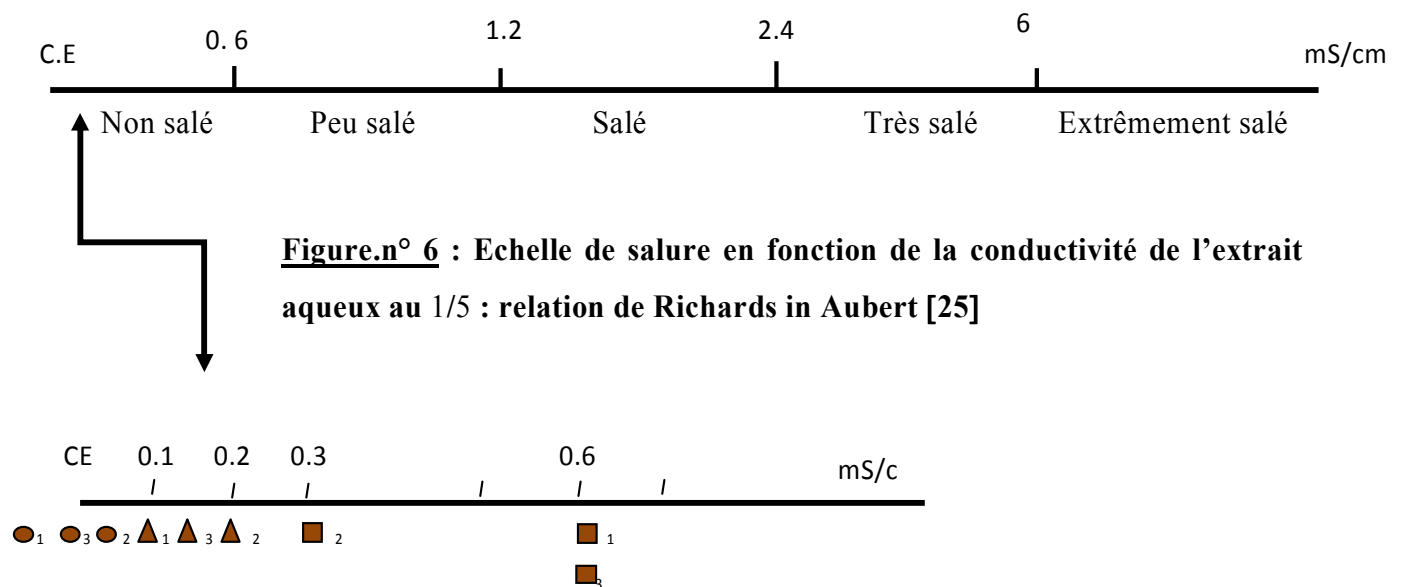 C.E 0. 6 1.2 2.4 6 mS/cm
Non salé Peu salé Salé Très salé Extrêmement salé
Figure.n° 6 : Echelle de salure en fonction de la conductivité de l’extrait
aqueux au 1/5 : relation de Richards in Aubert [25]
CE 0.1 0.2 0.3 0.6 mS/c
1 3 2 1 3 2 2 1
3